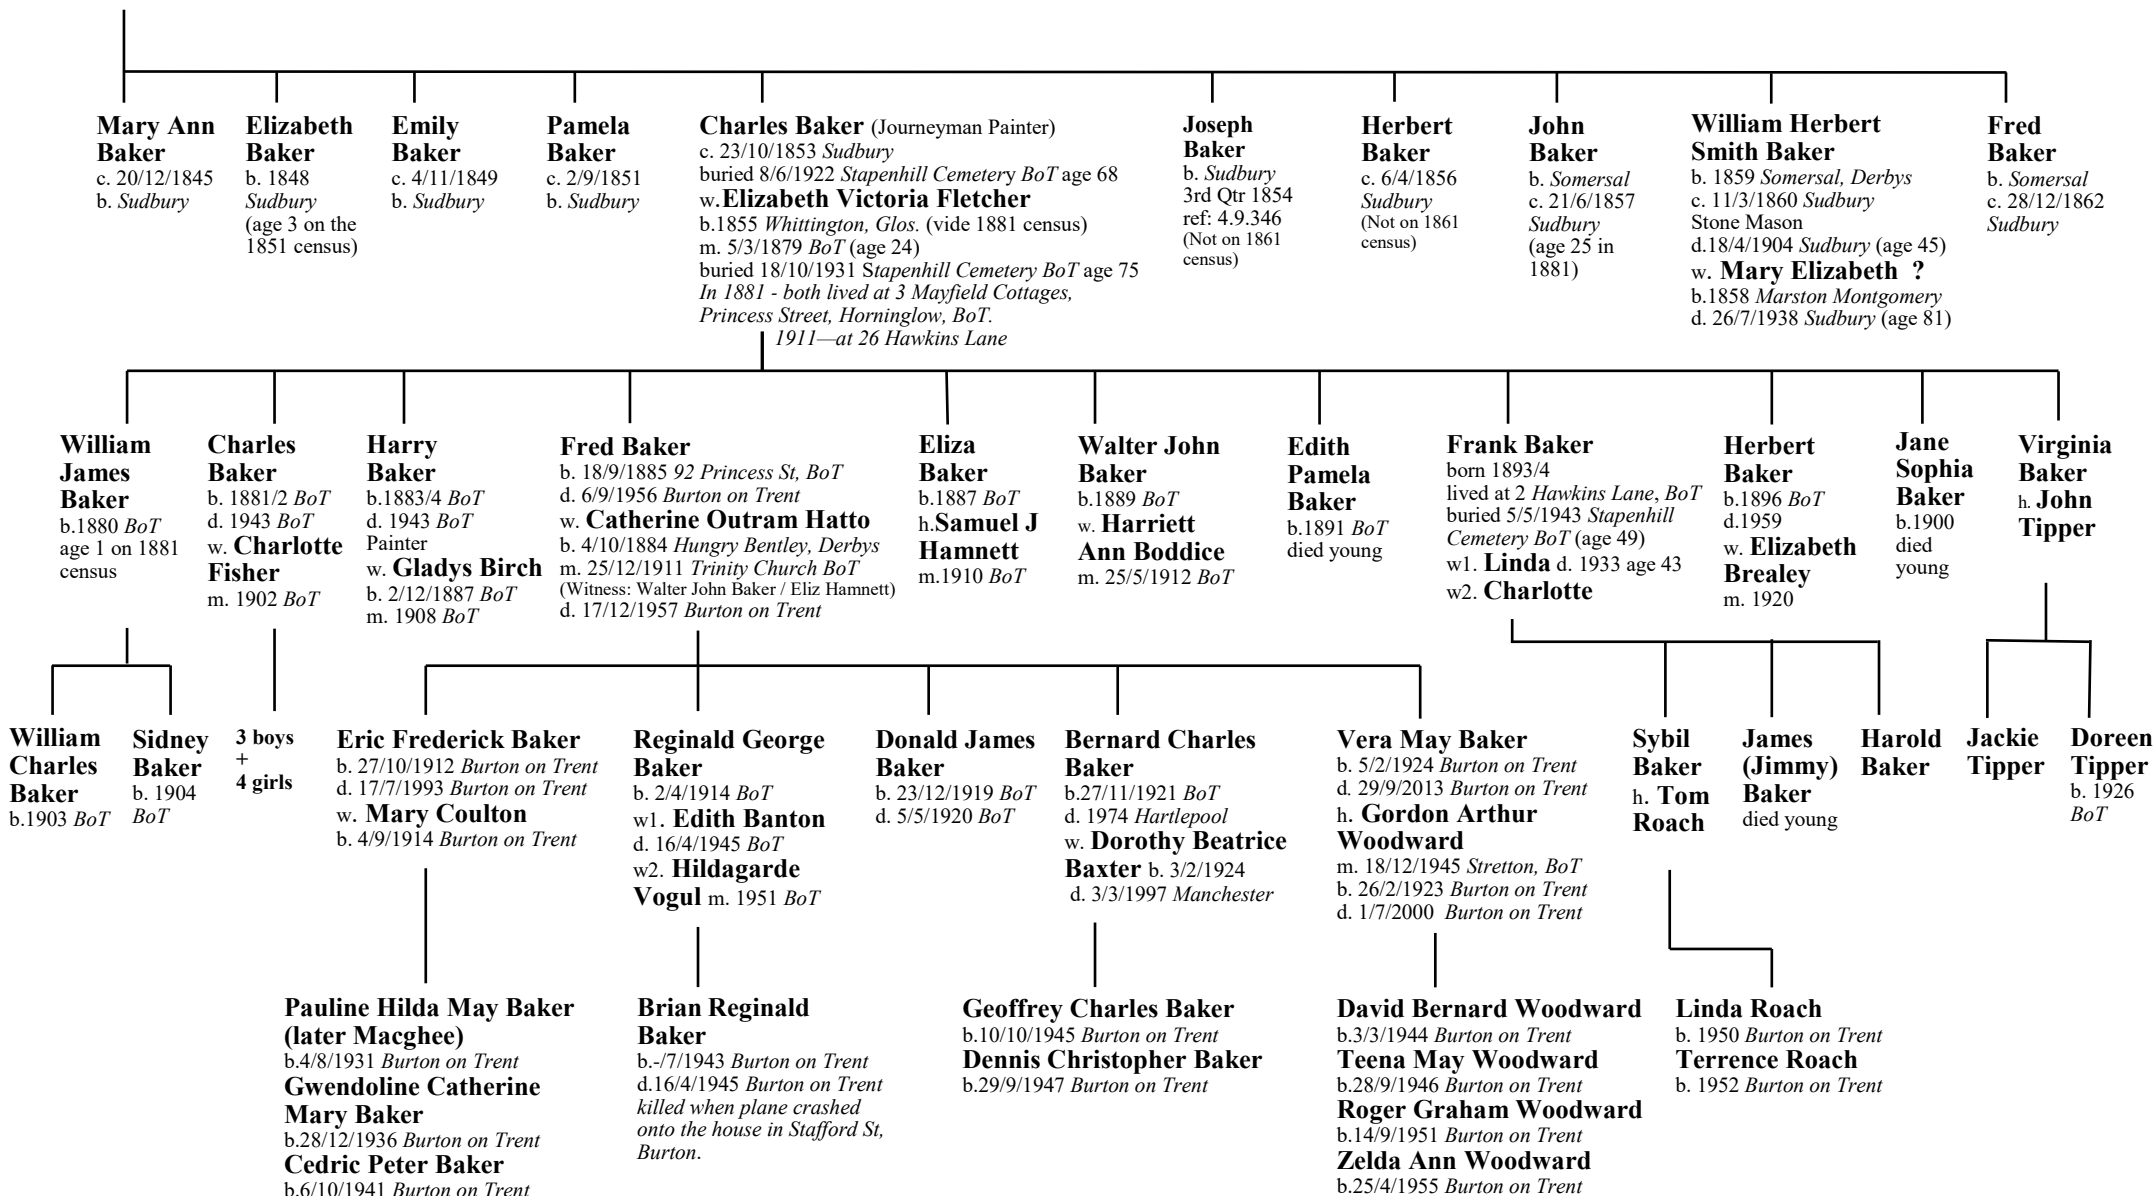 Mary Ann
Baker
c. 20/12/1845
b. Sudbury
Elizabeth
Baker
b. 1848
Sudbury
(age 3 on the
1851 census)
Emily
Baker
c. 4/11/1849
b. Sudbury
Pamela
Baker
c. 2/9/1851
b. Sudbury
Charles Baker (Journeyman Painter)
c. 23/10/1853 Sudbury
buried 8/6/1922 Stapenhill Cemetery BoT age 68
w.Elizabeth Victoria Fletcher
b.1855 Whittington, Glos. (vide 1881 census)
m. 5/3/1879 BoT (age 24)
buried 18/10/1931 Stapenhill Cemetery BoT age 75
In 1881 - both lived at 3 Mayfield Cottages,
Princess Street, Horninglow, BoT.
1911—at 26 Hawkins Lane
Joseph
Baker
b. Sudbury
3rd Qtr 1854
ref: 4.9.346
(Not on 1861
census)
Herbert
Baker
c. 6/4/1856
Sudbury
(Not on 1861
census)
John
Baker
b. Somersal
c. 21/6/1857
Sudbury
(age 25 in
1881)
William Herbert
Smith Baker
b. 1859 Somersal, Derbys
c. 11/3/1860 Sudbury
Stone Mason
d.18/4/1904 Sudbury (age 45)
w. Mary Elizabeth ?
b.1858 Marston Montgomery
d. 26/7/1938 Sudbury (age 81)
Fred
Baker
b. Somersal
c. 28/12/1862
Sudbury
William
James
Baker
b.1880 BoT
age 1 on 1881
census
Charles
Baker
b. 1881/2 BoT
d. 1943 BoT
w. Charlotte
Fisher
m. 1902 BoT
Harry
Baker
b.1883/4 BoT
d. 1943 BoT
Painter
w. Gladys Birch
b. 2/12/1887 BoT
m. 1908 BoT
Fred Baker
b. 18/9/1885 92 Princess St, BoT
d. 6/9/1956 Burton on Trent
w. Catherine Outram Hatto
b. 4/10/1884 Hungry Bentley, Derbys
m. 25/12/1911 Trinity Church BoT
(Witness: Walter John Baker / Eliz Hamnett)
d. 17/12/1957 Burton on Trent
Eliza
Baker
b.1887 BoT
h.Samuel J
Hamnett
m.1910 BoT
Walter John
Baker
b.1889 BoT
w. Harriett
Ann Boddice
m. 25/5/1912 BoT
Edith
Pamela
Baker
b.1891 BoT
died young
Frank Baker
born 1893/4
lived at 2 Hawkins Lane, BoT
buried 5/5/1943 Stapenhill
Cemetery BoT (age 49)
w1. Linda d. 1933 age 43
w2. Charlotte
Herbert
Baker
b.1896 BoT
d.1959
w. Elizabeth
Brealey
m. 1920
Jane
Sophia
Baker
b.1900
died
young
Virginia
Baker
h. John
Tipper
William
Charles
Baker
b.1903 BoT
Sidney
Baker
b. 1904
BoT
3 boys
+
4 girls
Eric Frederick Baker
b. 27/10/1912 Burton on Trent
d. 17/7/1993 Burton on Trent
w. Mary Coulton
b. 4/9/1914 Burton on Trent
Reginald George
Baker
b. 2/4/1914 BoT
w1. Edith Banton
d. 16/4/1945 BoT
w2. Hildagarde
Vogul m. 1951 BoT
Donald James
Baker
b. 23/12/1919 BoT
d. 5/5/1920 BoT
Bernard Charles
Baker
b.27/11/1921 BoT
d. 1974 Hartlepool
w. Dorothy Beatrice
Baxter b. 3/2/1924
d. 3/3/1997 Manchester
Vera May Baker
b. 5/2/1924 Burton on Trent
d. 29/9/2013 Burton on Trent
h. Gordon Arthur
Woodward
m. 18/12/1945 Stretton, BoT
b. 26/2/1923 Burton on Trent
d. 1/7/2000 Burton on Trent
Sybil
Baker
h. Tom
Roach
James
(Jimmy)
Baker
died young
Harold
Baker
Jackie
Tipper
Doreen
Tipper
b. 1926
BoT
Pauline Hilda May Baker
(later Macghee)
b.4/8/1931 Burton on Trent
Gwendoline Catherine
Mary Baker
b.28/12/1936 Burton on Trent
Cedric Peter Baker
b.6/10/1941 Burton on Trent
Brian Reginald
Baker
b.-/7/1943 Burton on Trent
d.16/4/1945 Burton on Trent
killed when plane crashed
onto the house in Stafford St,
Burton.
Geoffrey Charles Baker
b.10/10/1945 Burton on Trent
Dennis Christopher Baker
b.29/9/1947 Burton on Trent
David Bernard Woodward
b.3/3/1944 Burton on Trent
Teena May Woodward
b.28/9/1946 Burton on Trent
Roger Graham Woodward
b.14/9/1951 Burton on Trent
Zelda Ann Woodward
b.25/4/1955 Burton on Trent
Linda Roach
b. 1950 Burton on Trent
Terrence Roach
b. 1952 Burton on Trent